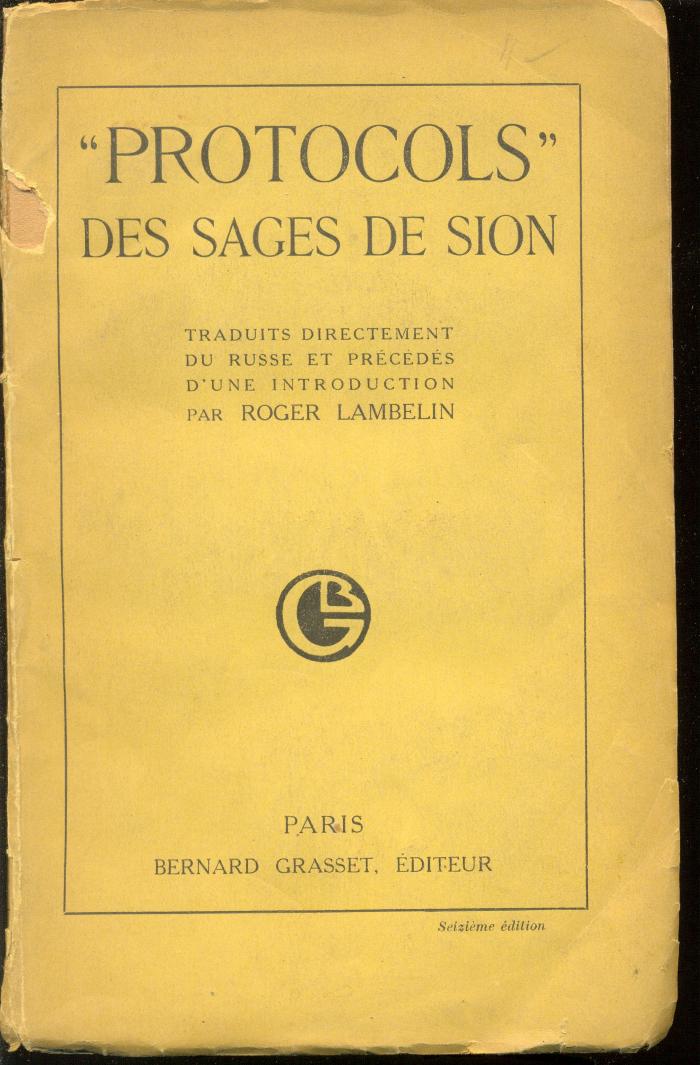 “PROTOCOLS”
DES SAGES DE SION
TRADUITS DIRECTEMENT
DU RUSSE ET PRÉCÉDÉS
D'UNE INTRODUCTION
PAR ROGER LAMBELIN
BG
PARIS
BERNARD GRASSET, ÉDITEUR
Seizième édition